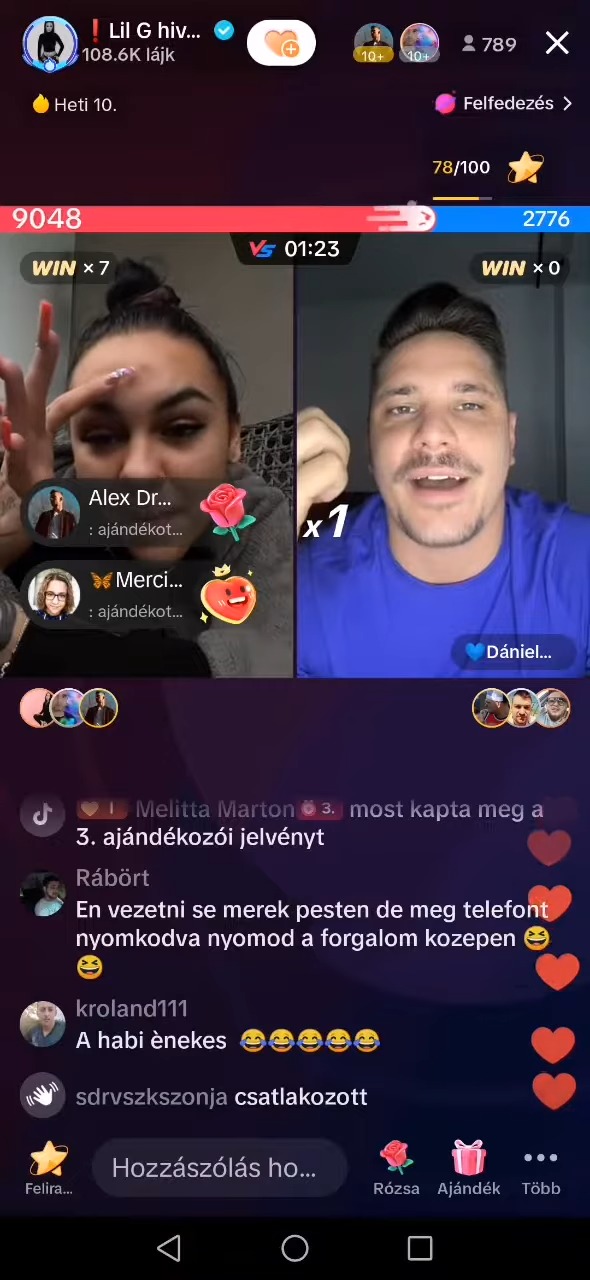 ❗Lil G hiv...
108.6K lájk
10+
10+
789
Heti 10.
Felfedezés
78/100
9048
2776
VS 01:23
WIN × 7
WIN × 0
Alex Dr...
: ajándékot...
x1
🦋Merci...
: ajándékot...
💙Dániel...
🧡 I Melitta Marton 3. most kapta meg a
3. ajándékozói jelvényt
Rábört
En vezetni se merek pesten de meg telefont
nyomkodva nyomod a forgalom kozepen 😆
😆
kroland111
A habi ènekes 😂😂😂😂😂
sdrvszkszonja csatlakozott
Felira...
Hozzászólás ho...
Rózsa
Ajándék
Több